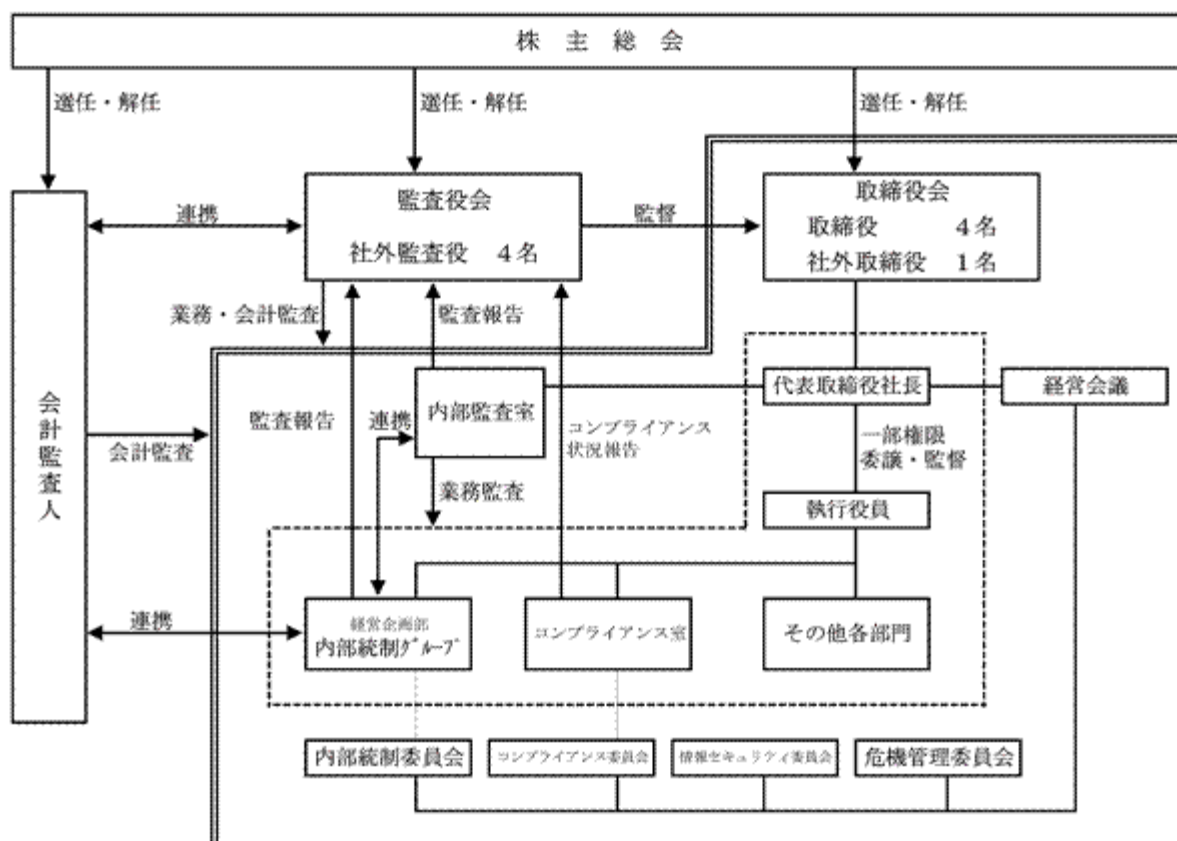 株主総会
選任・解任
選任・解任
選任・解任
監査役会
社外監査役 4名
取締役会
取締役 4名
社外取締役 1名
連携
監督
業務・会計監査
監査報告
会計監査人
会計監査
監査報告
連携
内部監査室
コンプライアンス
状況報告
代表取締役社長
経営会議
一部権限
委譲・監督
業務監査
執行役員
連携
経営企画部
内部統制ｸﾞﾙｰﾌﾟ
コンプライアンス室
その他各部門
内部統制委員会
コンプライアンス委員会
情報セキュリティ委員会
危機管理委員会